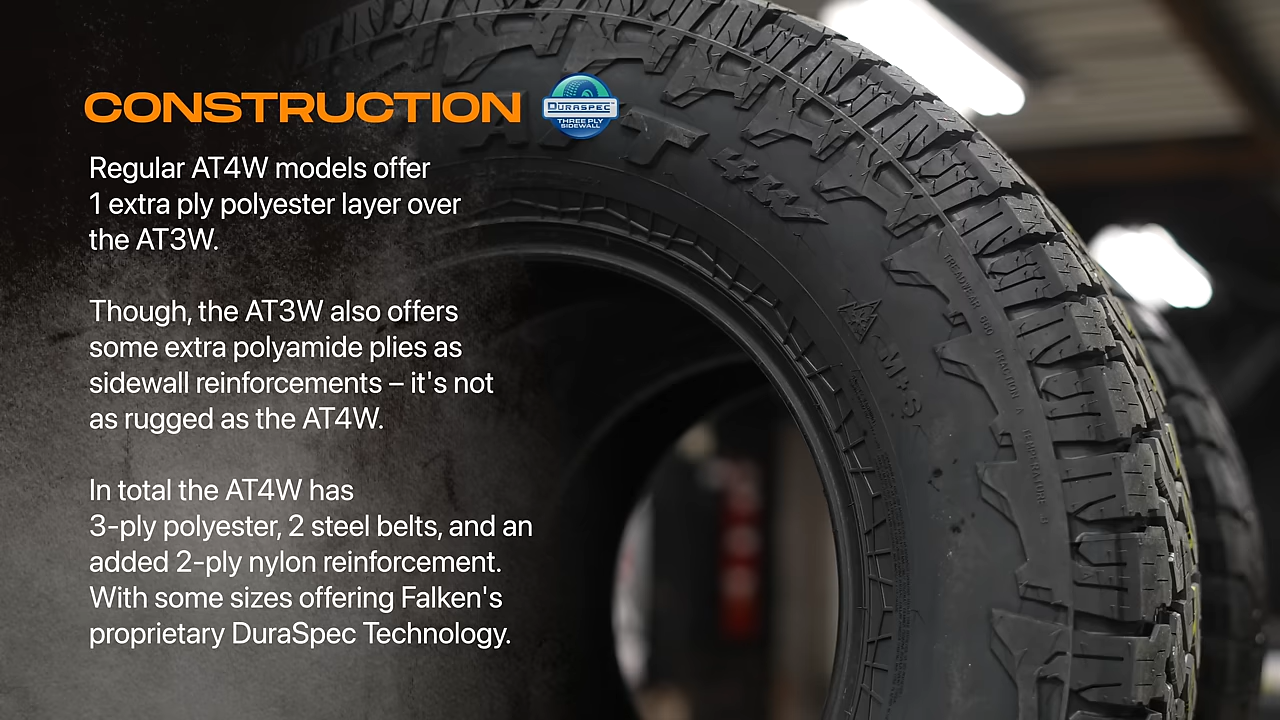 CONSTRUCTION
DURASPEC™
THREE PLY
SIDEWALL
Regular AT4W models offer
1 extra ply polyester layer over
the AT3W.
Though, the AT3W also offers
some extra polyamide plies as
sidewall reinforcements – it's not
as rugged as the AT4W.
In total the AT4W has
3-ply polyester, 2 steel belts, and an
added 2-ply nylon reinforcement.
With some sizes offering Falken's
proprietary DuraSpec Technology.
A/T 4W
M+S
TREADWEAR 660 TRACTION A TEMPERATURE